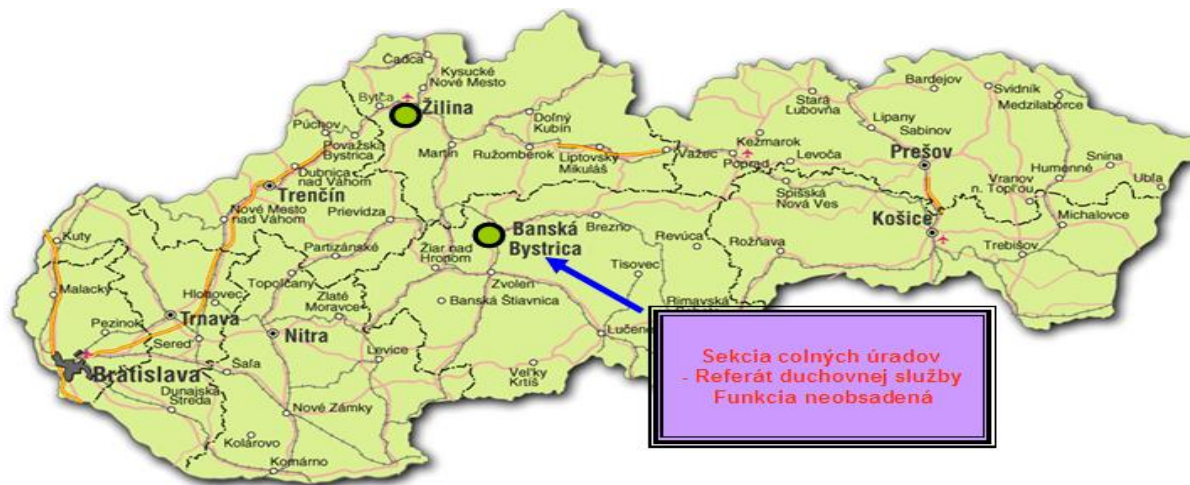 Čadca
Kysucké
Nové Mesto
Bytča
Žilina
Púchov
Považská
Bystrica
Dubnica
nad Váhom
Trenčín
Martin
Doľný
Kubín
Ružomberok
Liptovský
Mikuláš
Važec
Poprad
Kežmarok
Stará
Ľubovňa
Levoča
Bardejov
Svidník
Medzilaborce
Lipany
Sabinov
Prešov
Spišská
Nová Ves
Košice
Vranov
n. Topľou
Humenné
Snina
Ubľa
Michalovce
Trebišov
Nové Mesto
nad Váhom
Prievidza
Partizánske
Topoľčany
Žiar nad
Hronom
Banská
Bystrica
Brezno
Revúca
Rožňava
Tisovec
Zvolen
Banská Štiavnica
Zlaté
Moravce
Rimavská
Kuty
Malacky
Pezinok
Hlohovec
Trnava
Sereď
Nitra
Levice
Veľký
Krtíš
Bratislava
Šaľa
Dunajská
Streda
Nové Zámky
Kolárovo
Komárno
Sekcia colných úradov
- Referát duchovnej služby
Funkcia neobsadená